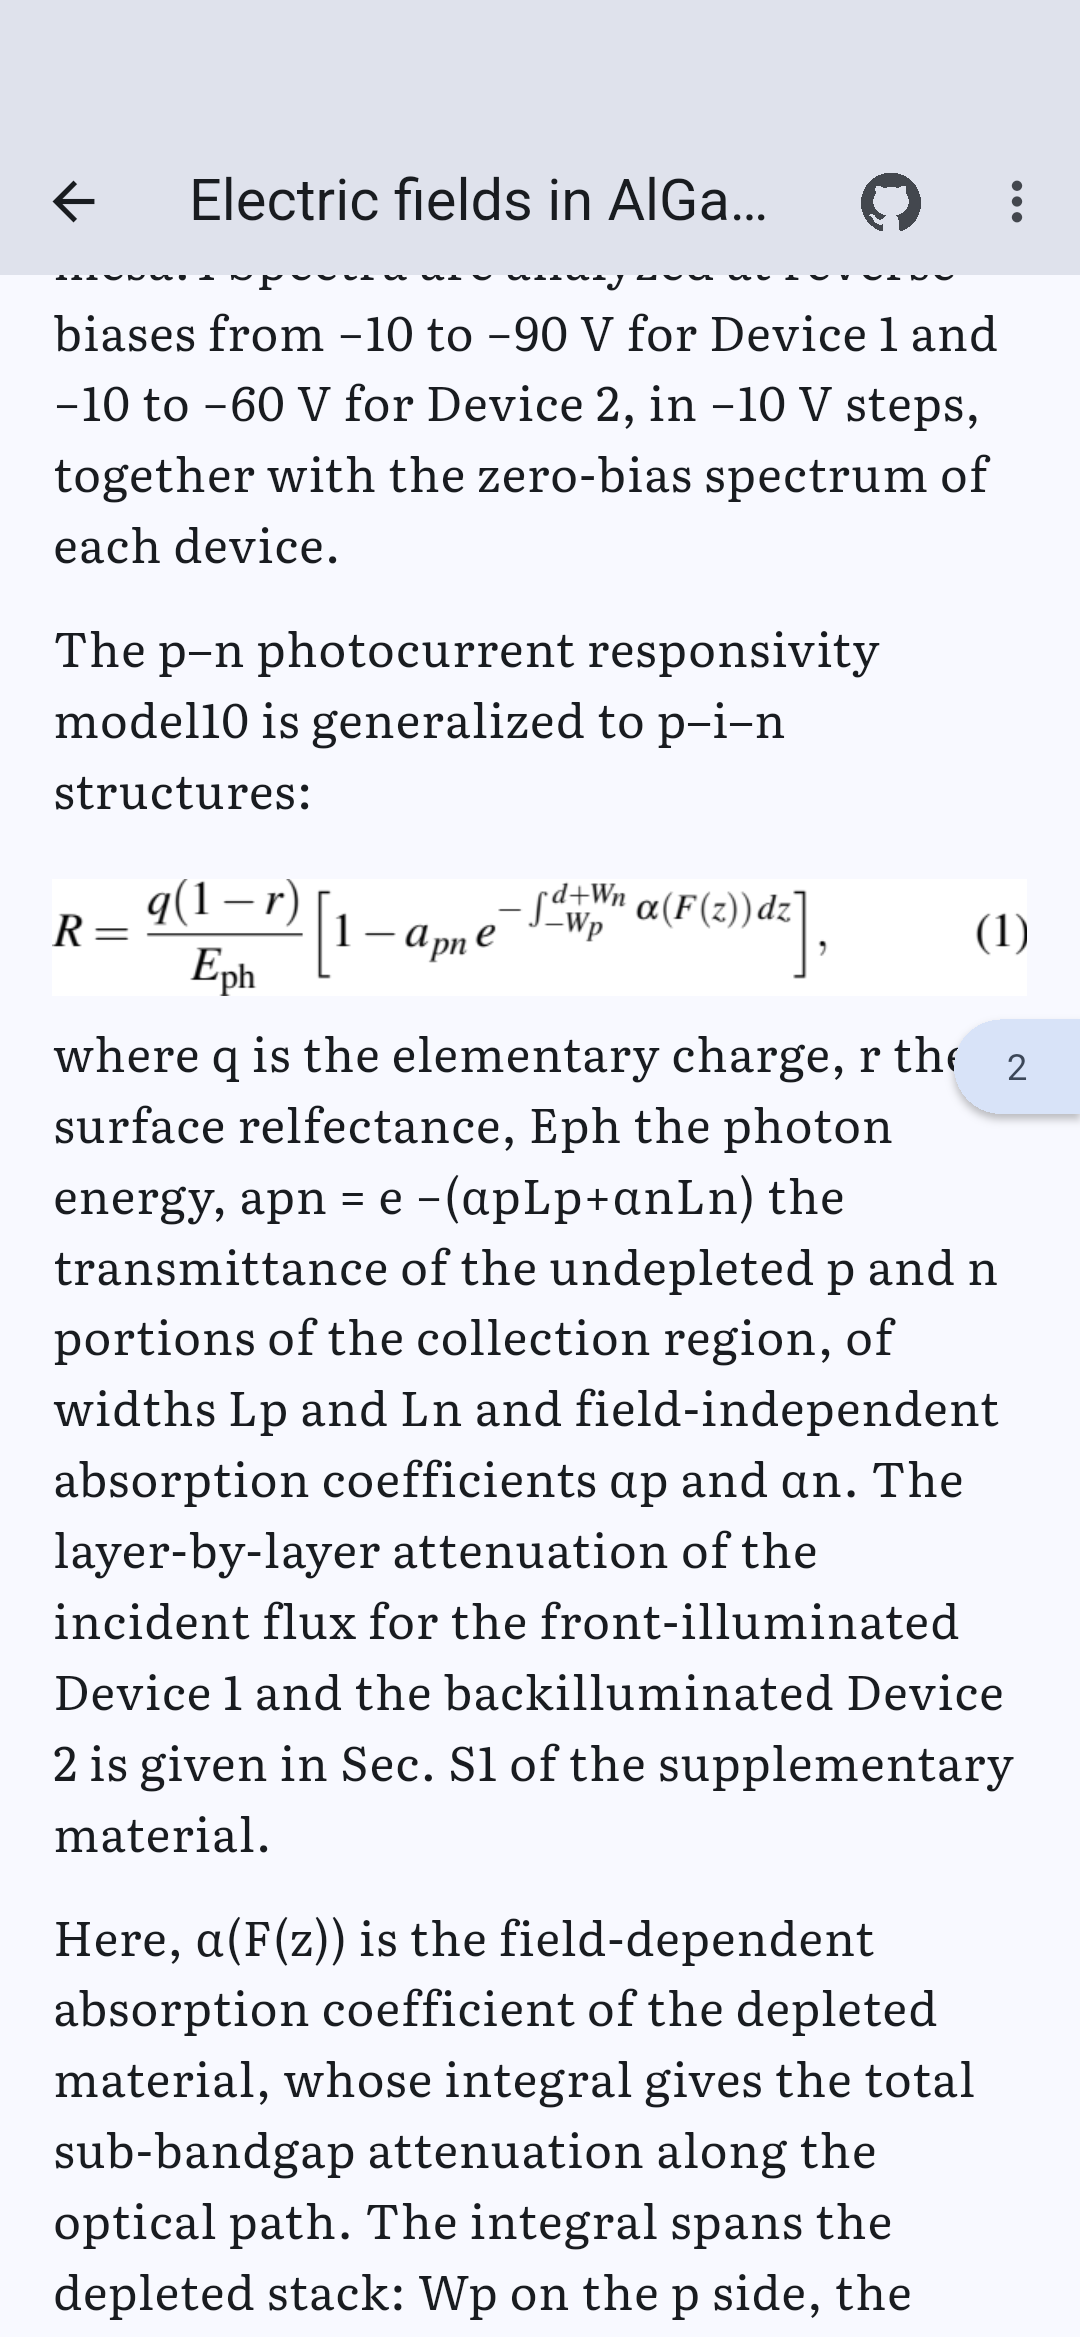 Electric fields in AlGa...
mesa. I Spectra are analyzed at reverse
biases from −10 to −90 V for Device 1 and
−10 to −60 V for Device 2, in −10 V steps,
together with the zero-bias spectrum of
each device.
The p–n photocurrent responsivity
model10 is generalized to p–i–n
structures:
R = q(1 − r) / Eph [1 − apn e^(−∫_{−Wp}^{d+Wn} α(F(z)) dz)], (1)
where q is the elementary charge, r the
2
surface relfectance, Eph the photon
energy, apn = e −(αpLp+αnLn) the
transmittance of the undepleted p and n
portions of the collection region, of
widths Lp and Ln and field-independent
absorption coefficients αp and αn. The
layer-by-layer attenuation of the
incident flux for the front-illuminated
Device 1 and the backilluminated Device
2 is given in Sec. S1 of the supplementary
material.
Here, α(F(z)) is the field-dependent
absorption coefficient of the depleted
material, whose integral gives the total
sub-bandgap attenuation along the
optical path. The integral spans the
depleted stack: Wp on the p side, the